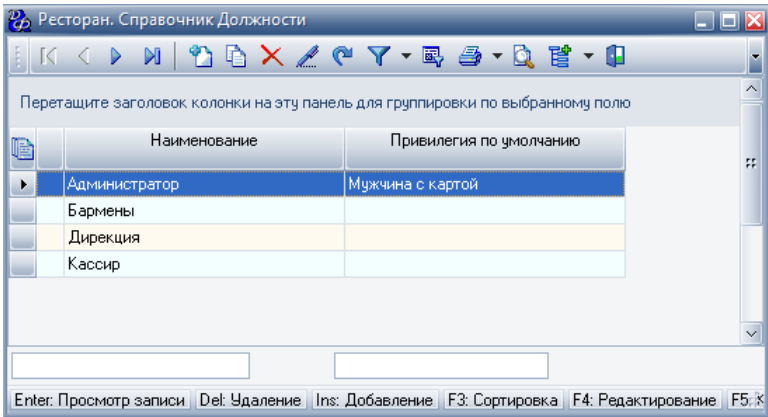 Ресторан. Справочник Должности
Перетащите заголовок колонки на эту панель для группировки по выбранному полю
Наименование Привилегия по умолчанию
Администратор Мужчина с картой
Бармены
Дирекция
Кассир
Enter: Просмотр записи Del: Удаление Ins: Добавление F3: Сортировка F4: Редактирование F5: